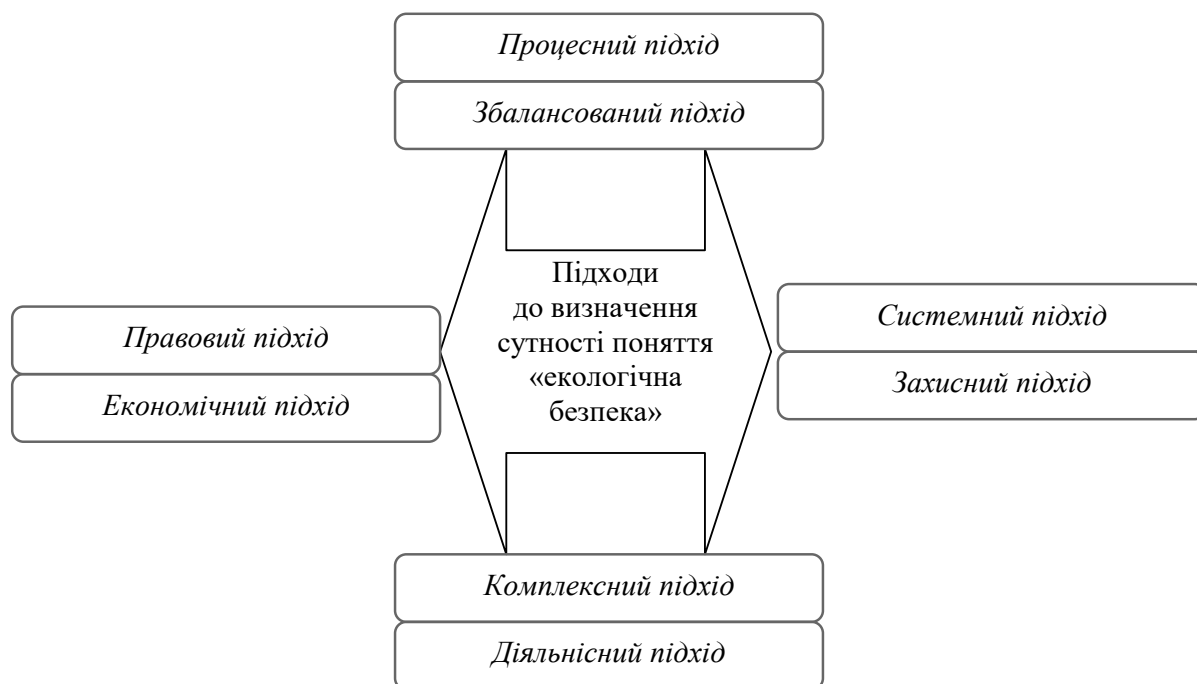 Процесний підхід
Збалансований підхід
Підходи
до визначення
сутності поняття
«екологічна
безпека»
Правовий підхід
Економічний підхід
Системний підхід
Захисний підхід
Комплексний підхід
Діяльнісний підхід